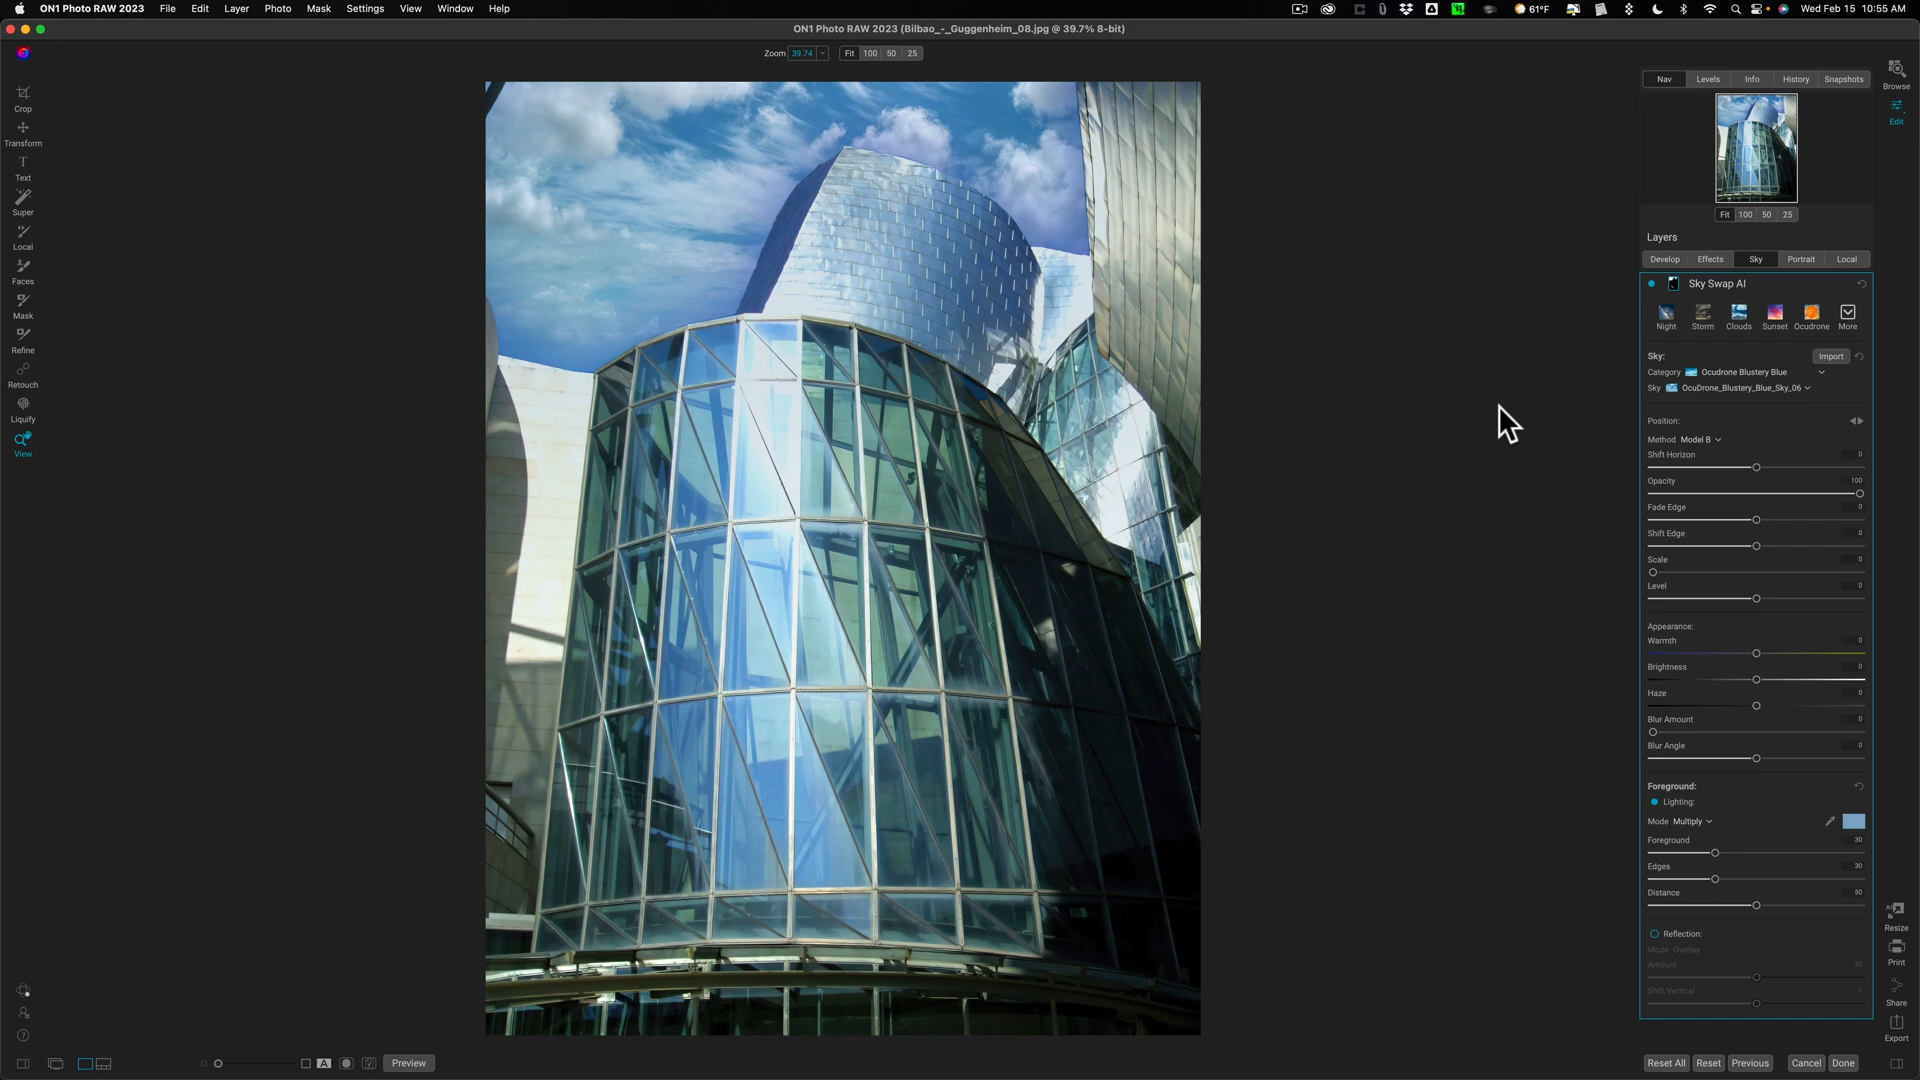 ON1 Photo RAW 2023 File Edit Layer Photo Mask Settings View Window Help 61°F Wed Feb 15 10:55 AM
ON1 Photo RAW 2023 (Bilbao_-_Guggenheim_08.jpg @ 39.7% 8-bit)
Zoom 39.74 Fit 100 50 25
Crop
Transform
Text
Super
Local
Faces
Mask
Refine
Retouch
Liquify
View
Nav Levels Info History Snapshots
Fit 100 50 25
Layers
Develop Effects Sky Portrait Local
Sky Swap AI
Night Storm Clouds Sunset Ocudrone More
Sky: Import
Category Ocudrone Blustery Blue
Sky OcuDrone_Blustery_Blue_Sky_06
Position:
Method Model B
Shift Horizon 0
Opacity 100
Fade Edge 0
Shift Edge 0
Scale 0
Level 0
Appearance:
Warmth 0
Brightness 0
Haze 0
Blur Amount 0
Blur Angle 0
Foreground:
Lighting:
Mode Multiply
Foreground 30
Edges 30
Distance 50
Reflection:
Mode Overlay
Amount
Shift Vertical
Browse
Edit
Resize
Print
Share
Export
A Preview
Reset All Reset Previous Cancel Done